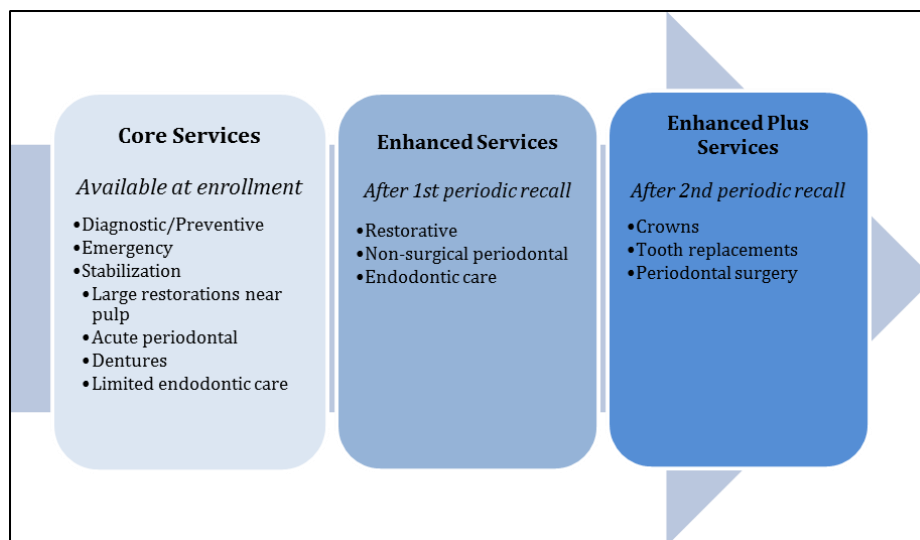 Core Services
Available at enrollment
•Diagnostic/Preventive
•Emergency
•Stabilization
•Large restorations near
pulp
•Acute periodontal
•Dentures
•Limited endodontic care
Enhanced Services
After 1st periodic recall
•Restorative
•Non-surgical periodontal
•Endodontic care
Enhanced Plus
Services
After 2nd periodic recall
•Crowns
•Tooth replacements
•Periodontal surgery